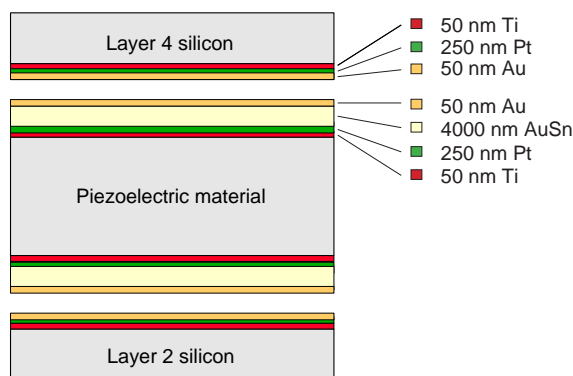 Layer 4 silicon
50 nm Ti
250 nm Pt
50 nm Au
50 nm Au
4000 nm AuSn
250 nm Pt
50 nm Ti
Piezoelectric material
Layer 2 silicon